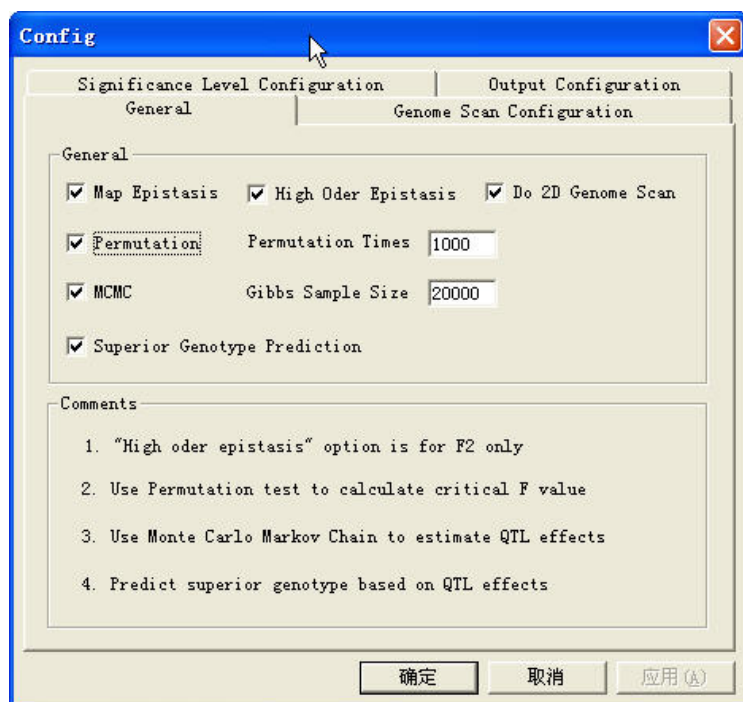 Config
Significance Level Configuration Output Configuration
General Genome Scan Configuration
General
Map Epistasis High Oder Epistasis Do 2D Genome Scan
Permutation Permutation Times 1000
MCMC Gibbs Sample Size 20000
Superior Genotype Prediction
Comments
1. "High oder epistasis" option is for F2 only
2. Use Permutation test to calculate critical F value
3. Use Monte Carlo Markov Chain to estimate QTL effects
4. Predict superior genotype based on QTL effects
确定 取消 应用(A)